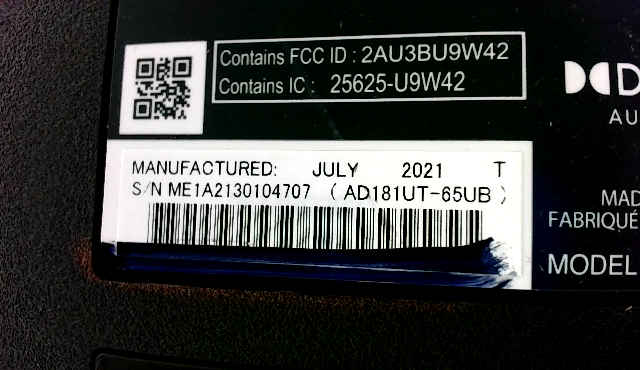 Contains FCC ID : 2AU3BU9W42
Contains IC : 25625-U9W42
MANUFACTURED: JULY 2021 T
S/N ME1A2130104707 (AD181UT-65UB)
AU
MAD
FABRIQUÉ
MODEL